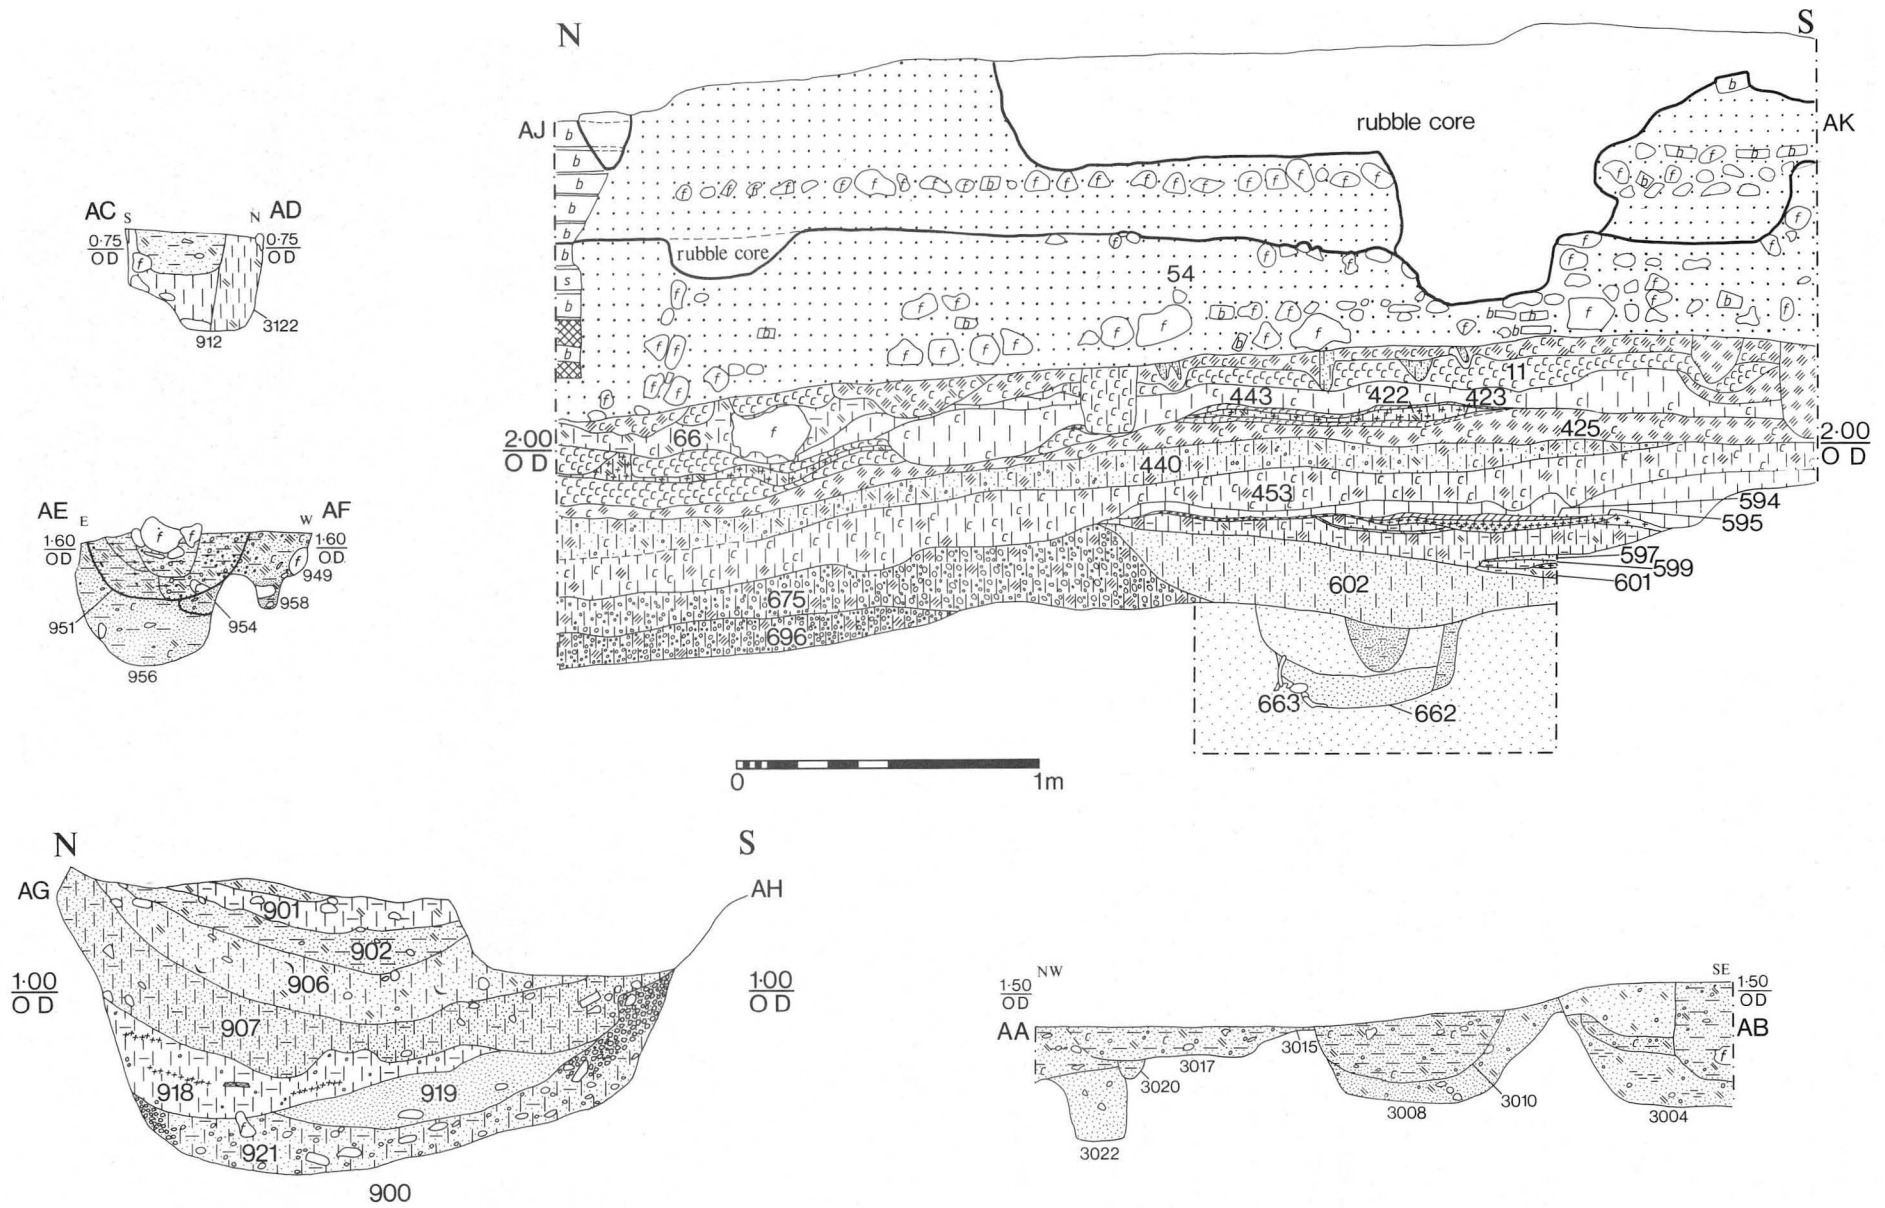 N S
AJ AK
rubble core
b
b
b
b
b
b
s
b
b
f f f f f f b f f f f f f f f f
b
b f b b
f b f
f
rubble core
54
f
f
b
f f
f f f f
f f
b f f
b b
b b
f
f f f
11
443 422 423
66 f
2·00
O D
425
2·00
O D
440
453
594
595
597
599
601
602
675
696
663
662
0 1m
AC S N AD
0·75
O D
0·75
O D
f
3122
912
AE E W AF
1·60
OD
f f
1·60
OD
f
949
958
951 954
956
N S
AG AH
901
902
1·00
O D
906
1·00
O D
907
918 919
921
900
NW SE
1·50
OD
1·50
OD
AA AB
f
3015
3017
3020
3022
3008
3010
3004